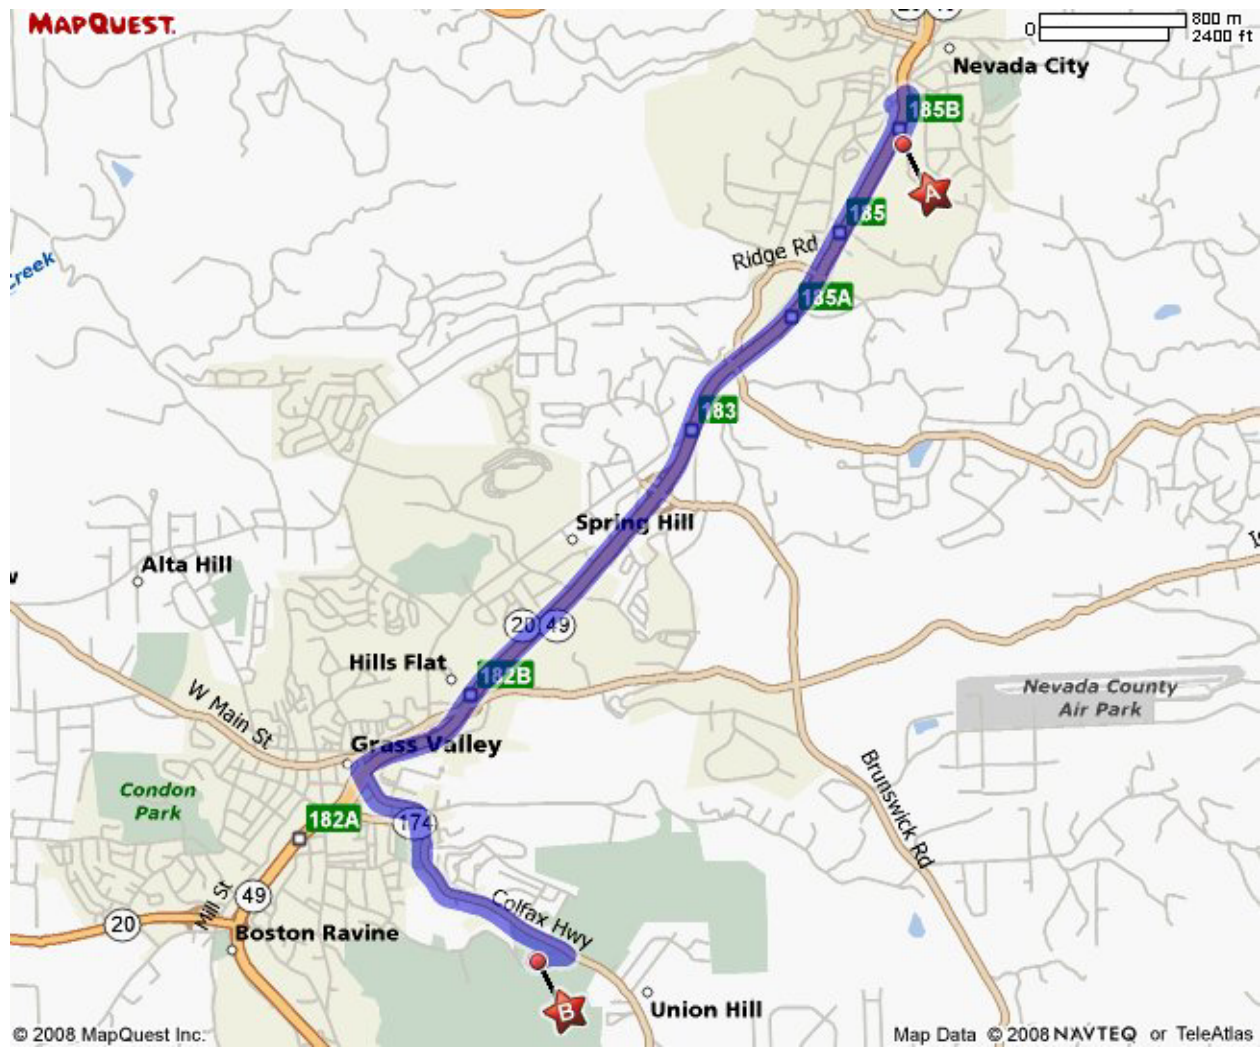 MAPQUEST.
0
800 m
2400 ft
Nevada City
185B
A
185
Ridge Rd
185A
Creek
183
Spring Hill
Alta Hill
20 49
Hills Flat
182B
W Main St
Nevada County
Air Park
Grass Valley
Brunswick Rd
Condon
Park
182A
174
Mill St
49
Colfax Hwy
20
Boston Ravine
B
Union Hill
© 2008 MapQuest Inc.
Map Data © 2008 NAVTEQ or TeleAtlas